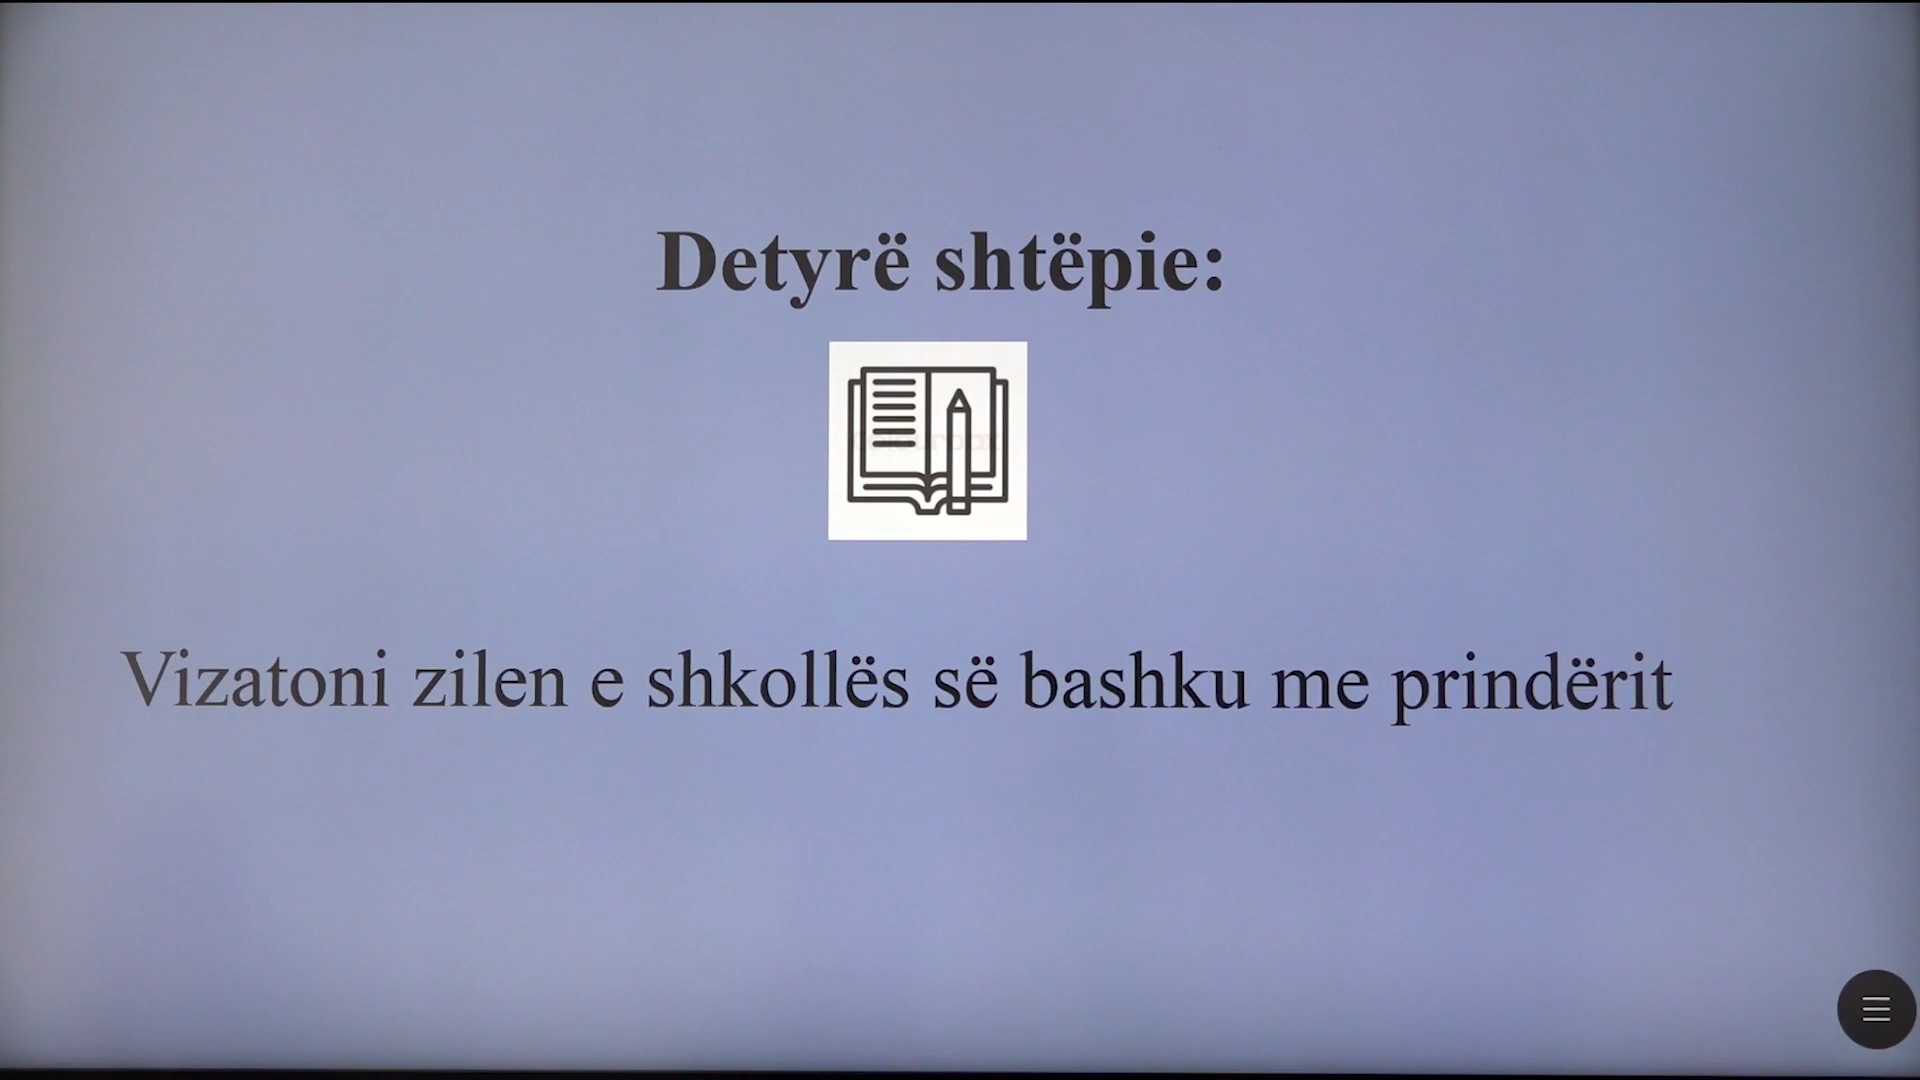 Detyrë shtëpie:
Vizatoni zilen e shkollës së bashku me prindërit